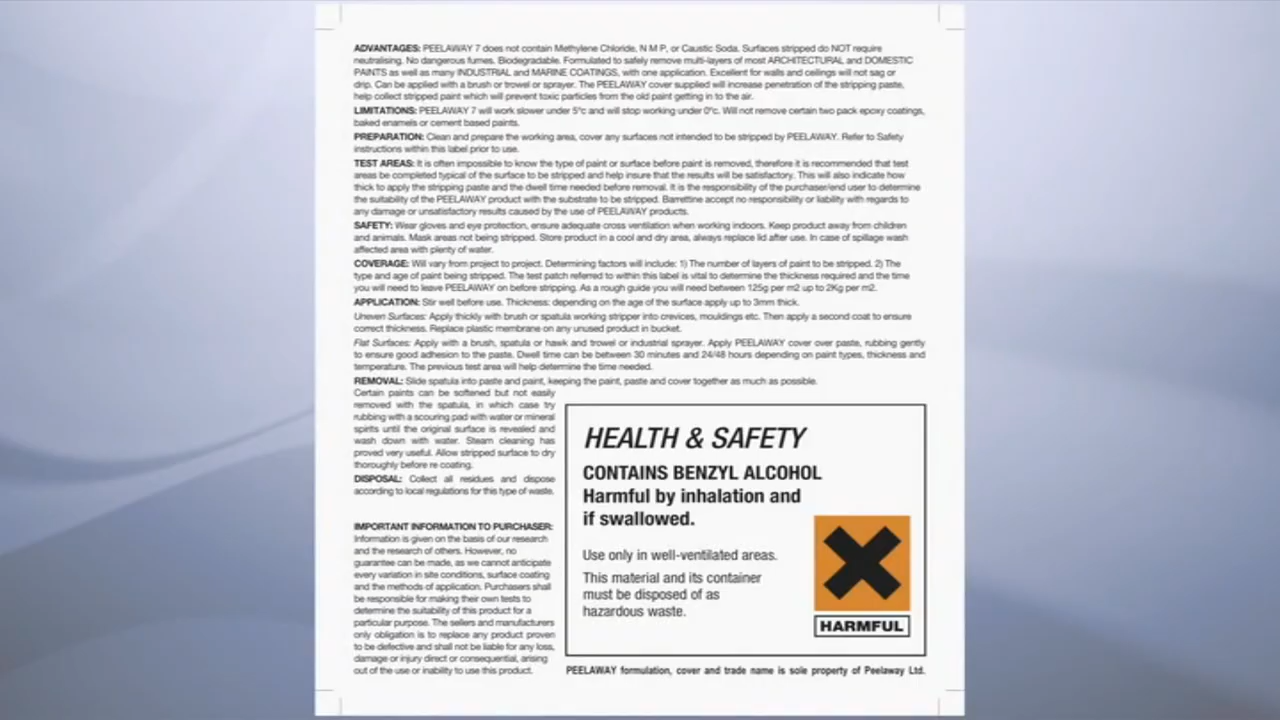 ADVANTAGES: PEELAWAY 7 does not contain Methylene Chloride, N M P, or Caustic Soda. Surfaces stripped do NOT require
neutralising. No dangerous fumes. Biodegradable. Formulated to safely remove multi-layers of most ARCHITECTURAL and DOMESTIC
PAINTS as well as many INDUSTRIAL and MARINE COATINGS, with one application. Excellent for walls and ceilings will not sag or
drip. Can be applied with a brush or trowel or sprayer. The PEELAWAY cover supplied will increase penetration of the stripping paste,
help collect stripped paint which will prevent toxic particles from the old paint getting in to the air.
LIMITATIONS: PEELAWAY 7 will work slower under 5°c and will stop working under 0°c. Will not remove certain two pack epoxy coatings,
baked enamels or cement based paints.
PREPARATION: Clean and prepare the working area, cover any surfaces not intended to be stripped by PEELAWAY. Refer to Safety
instructions within this label prior to use.
TEST AREAS: It is often impossible to know the type of paint or surface before paint is removed, therefore it is recommended that test
areas be completed typical of the surface to be stripped and help insure that the results will be satisfactory. This will also indicate how
thick to apply the stripping paste and the dwell time needed before removal. It is the responsibility of the purchaser/end user to determine
the suitability of the PEELAWAY product with the substrate to be stripped. Barrettine accept no responsibility or liability with regards to
any damage or unsatisfactory results caused by the use of PEELAWAY products.
SAFETY: Wear gloves and eye protection, ensure adequate cross ventilation when working indoors. Keep product away from children
and animals. Mask areas not being stripped. Store product in a cool and dry area, always replace lid after use. In case of spillage wash
affected area with plenty of water.
COVERAGE: Will vary from project to project. Determining factors will include: 1) The number of layers of paint to be stripped. 2) The
type and age of paint being stripped. The test patch referred to within this label is vital to determine the thickness required and the time
you will need to leave PEELAWAY on before stripping. As a rough guide you will need between 125g per m2 up to 2Kg per m2.
APPLICATION: Stir well before use. Thickness: depending on the age of the surface apply up to 3mm thick.
Uneven Surfaces: Apply thickly with brush or spatula working stripper into crevices, mouldings etc. Then apply a second coat to ensure
correct thickness. Replace plastic membrane on any unused product in bucket.
Flat Surfaces: Apply with a brush, spatula or hawk and trowel or industrial sprayer. Apply PEELAWAY cover over paste, rubbing gently
to ensure good adhesion to the paste. Dwell time can be between 30 minutes and 24/48 hours depending on paint types, thickness and
temperature. The previous test area will help determine the time needed.
REMOVAL: Slide spatula into paste and paint, keeping the paint, paste and cover together as much as possible.
Certain paints can be softened but not easily
removed with the spatula, in which case try
rubbing with a scouring pad with water or mineral
spirits until the original surface is revealed and
wash down with water. Steam cleaning has
proved very useful. Allow stripped surface to dry
thoroughly before re coating.
DISPOSAL: Collect all residues and dispose
according to local regulations for this type of waste.
IMPORTANT INFORMATION TO PURCHASER:
Information is given on the basis of our research
and the research of others. However, no
guarantee can be made, as we cannot anticipate
every variation in site conditions, surface coating
and the methods of application. Purchasers shall
be responsible for making their own tests to
determine the suitability of this product for a
particular purpose. The sellers and manufacturers
only obligation is to replace any product proven
to be defective and shall not be liable for any loss,
damage or injury direct or consequential, arising
out of the use or inability to use this product.
HEALTH & SAFETY
CONTAINS BENZYL ALCOHOL
Harmful by inhalation and
if swallowed.
Use only in well-ventilated areas.
This material and its container
must be disposed of as
hazardous waste.
HARMFUL
PEELAWAY formulation, cover and trade name is sole property of Peelaway Ltd.